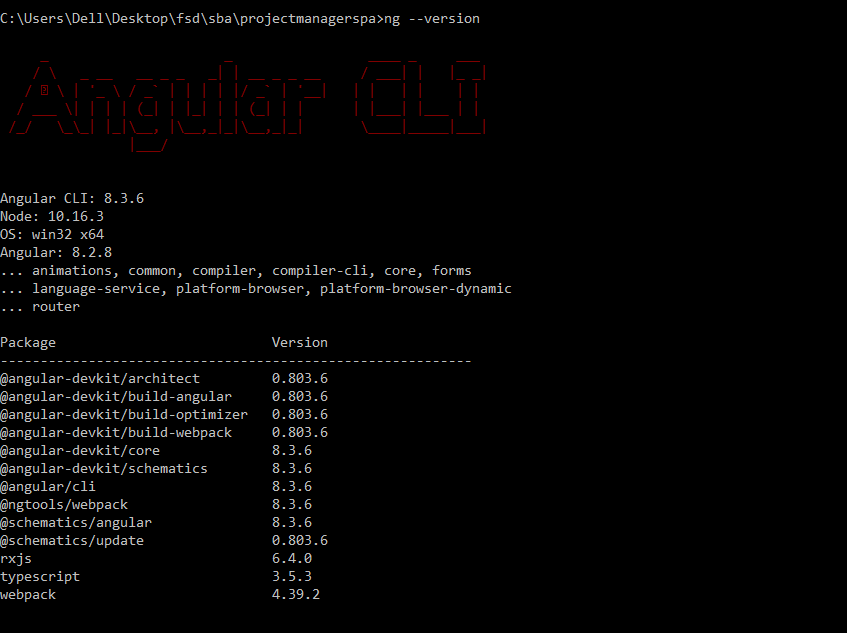 C:\Users\Dell\Desktop\fsd\sba\projectmanagerspa>ng --version
Angular CLI
Angular CLI: 8.3.6
Node: 10.16.3
OS: win32 x64
Angular: 8.2.8
... animations, common, compiler, compiler-cli, core, forms
... language-service, platform-browser, platform-browser-dynamic
... router
Package Version
-----------------------------------------------------------
@angular-devkit/architect 0.803.6
@angular-devkit/build-angular 0.803.6
@angular-devkit/build-optimizer 0.803.6
@angular-devkit/build-webpack 0.803.6
@angular-devkit/core 8.3.6
@angular-devkit/schematics 8.3.6
@angular/cli 8.3.6
@ngtools/webpack 8.3.6
@schematics/angular 8.3.6
@schematics/update 0.803.6
rxjs 6.4.0
typescript 3.5.3
webpack 4.39.2